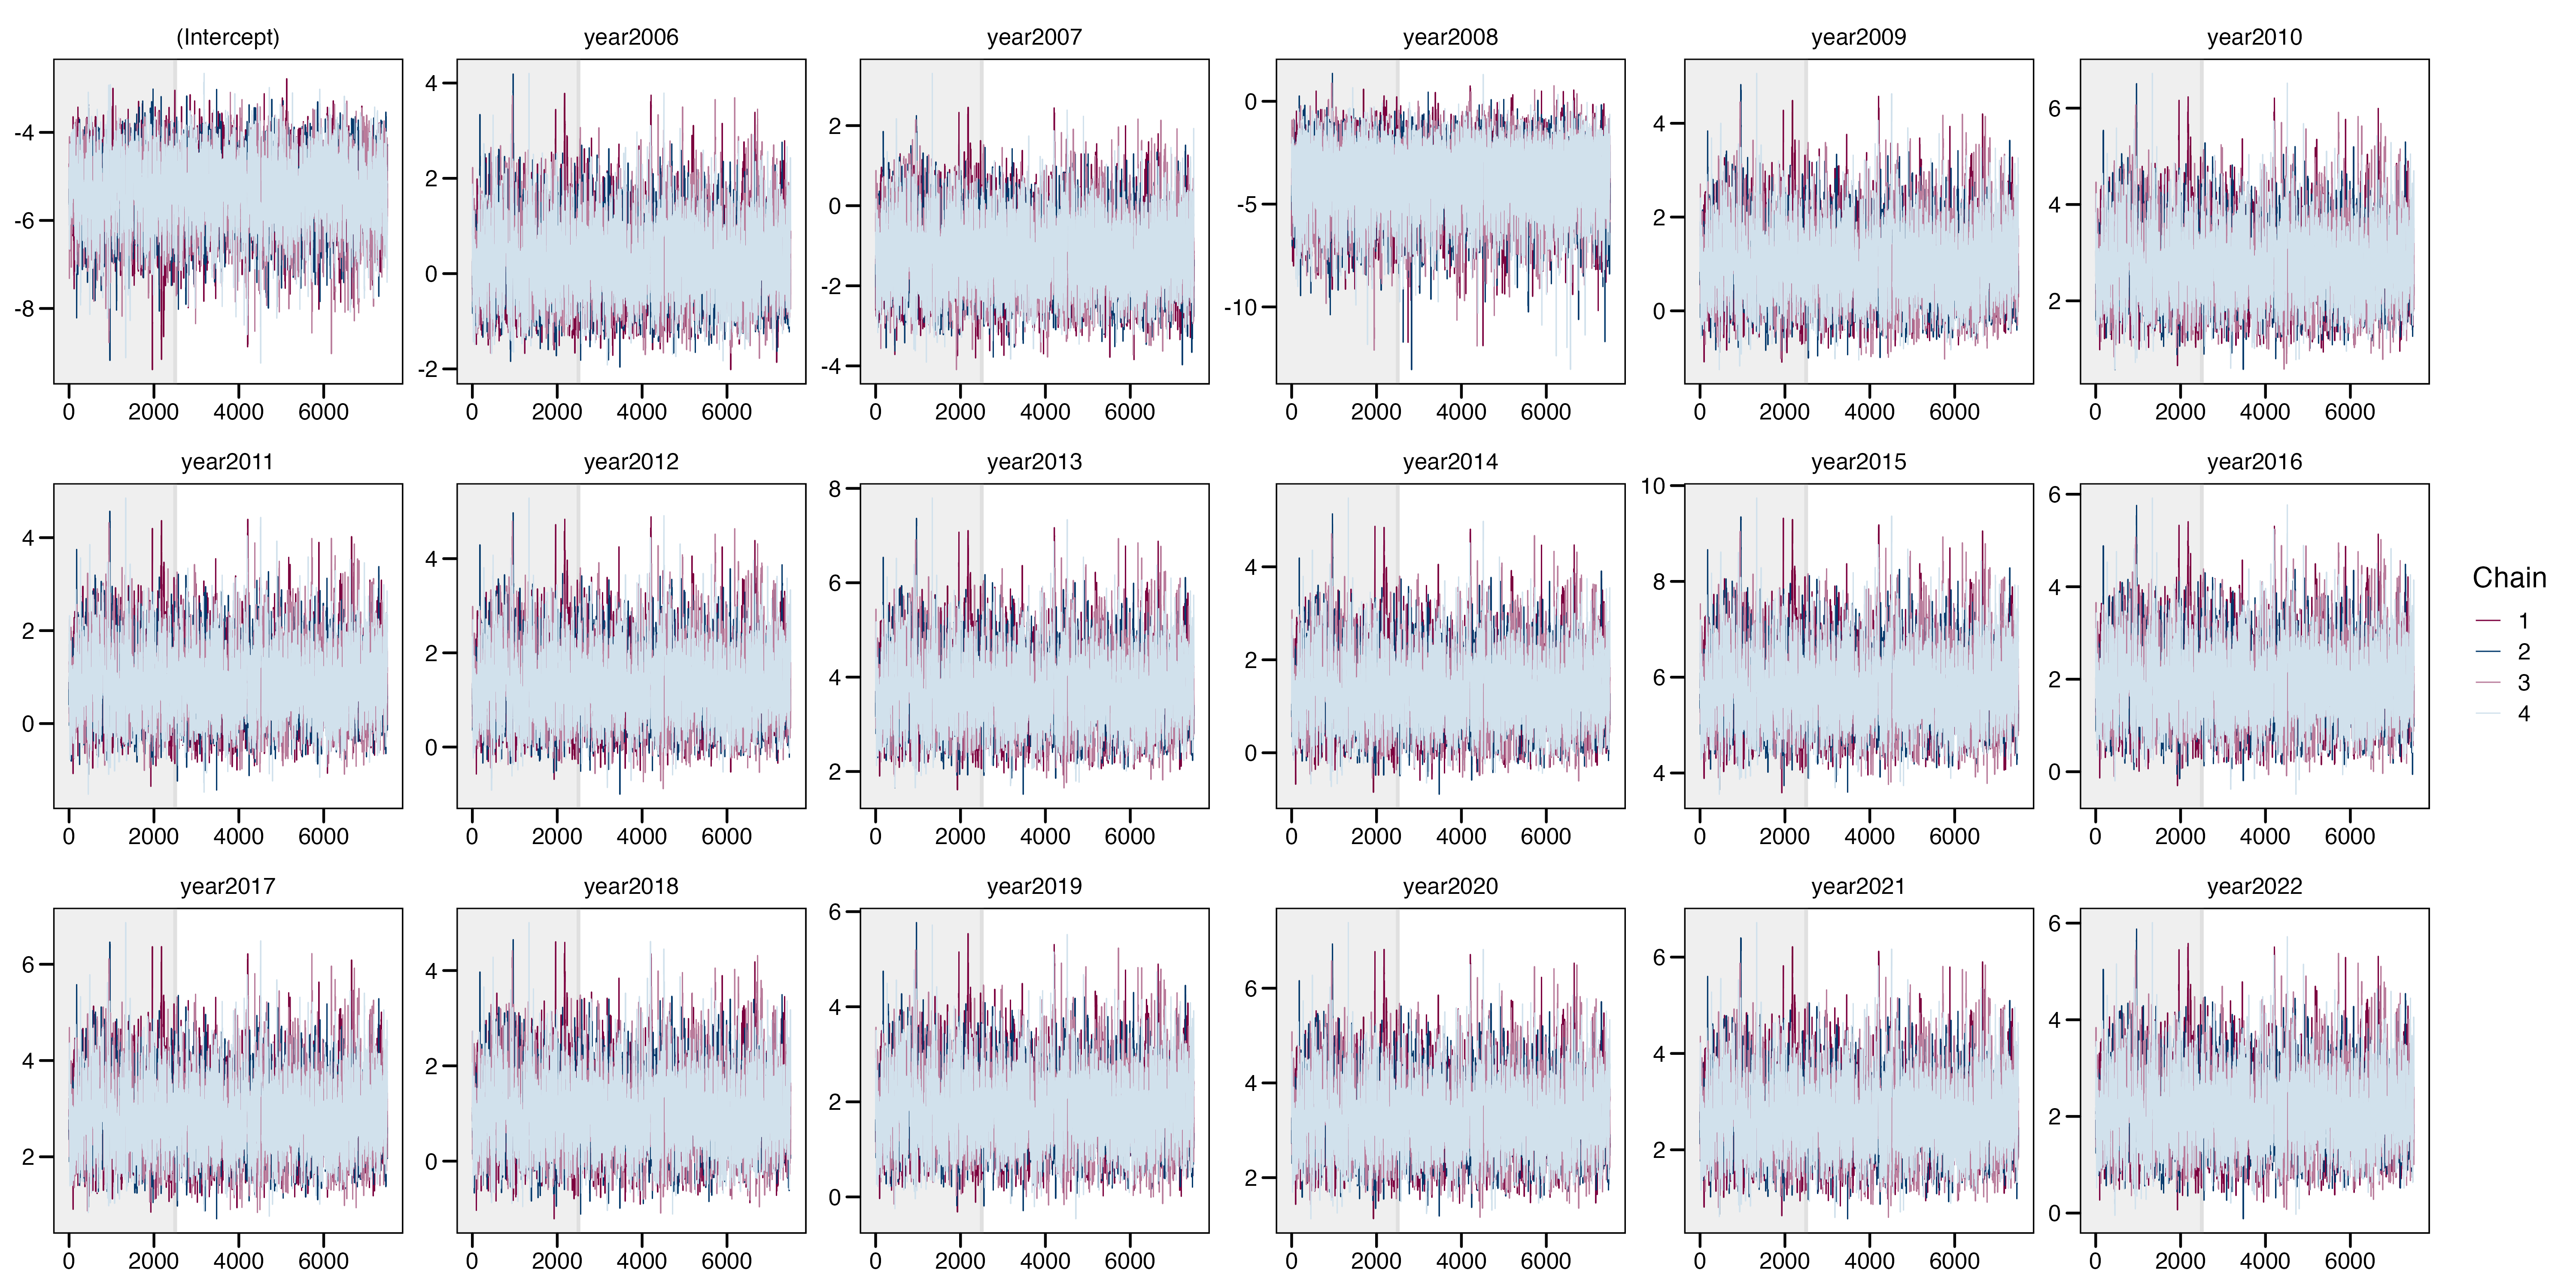 (Intercept) year2006 year2007 year2008 year2009 year2010
-4 -6 -8
4 2 0 -2
2 0 -2 -4
0 -5 -10
4 2 0
6 4 2
0 2000 4000 6000 0 2000 4000 6000 0 2000 4000 6000 0 2000 4000 6000 0 2000 4000 6000 0 2000 4000 6000
year2011 year2012 year2013 year2014 year2015 year2016
4 2 0
4 2 0
8 6 4 2
4 2 0
10 8 6 4
6 4 2 0
0 2000 4000 6000 0 2000 4000 6000 0 2000 4000 6000 0 2000 4000 6000 0 2000 4000 6000 0 2000 4000 6000
year2017 year2018 year2019 year2020 year2021 year2022
6 4 2
4 2 0
6 4 2 0
6 4 2
6 4 2
6 4 2 0
0 2000 4000 6000 0 2000 4000 6000 0 2000 4000 6000 0 2000 4000 6000 0 2000 4000 6000 0 2000 4000 6000
Chain
1
2
3
4